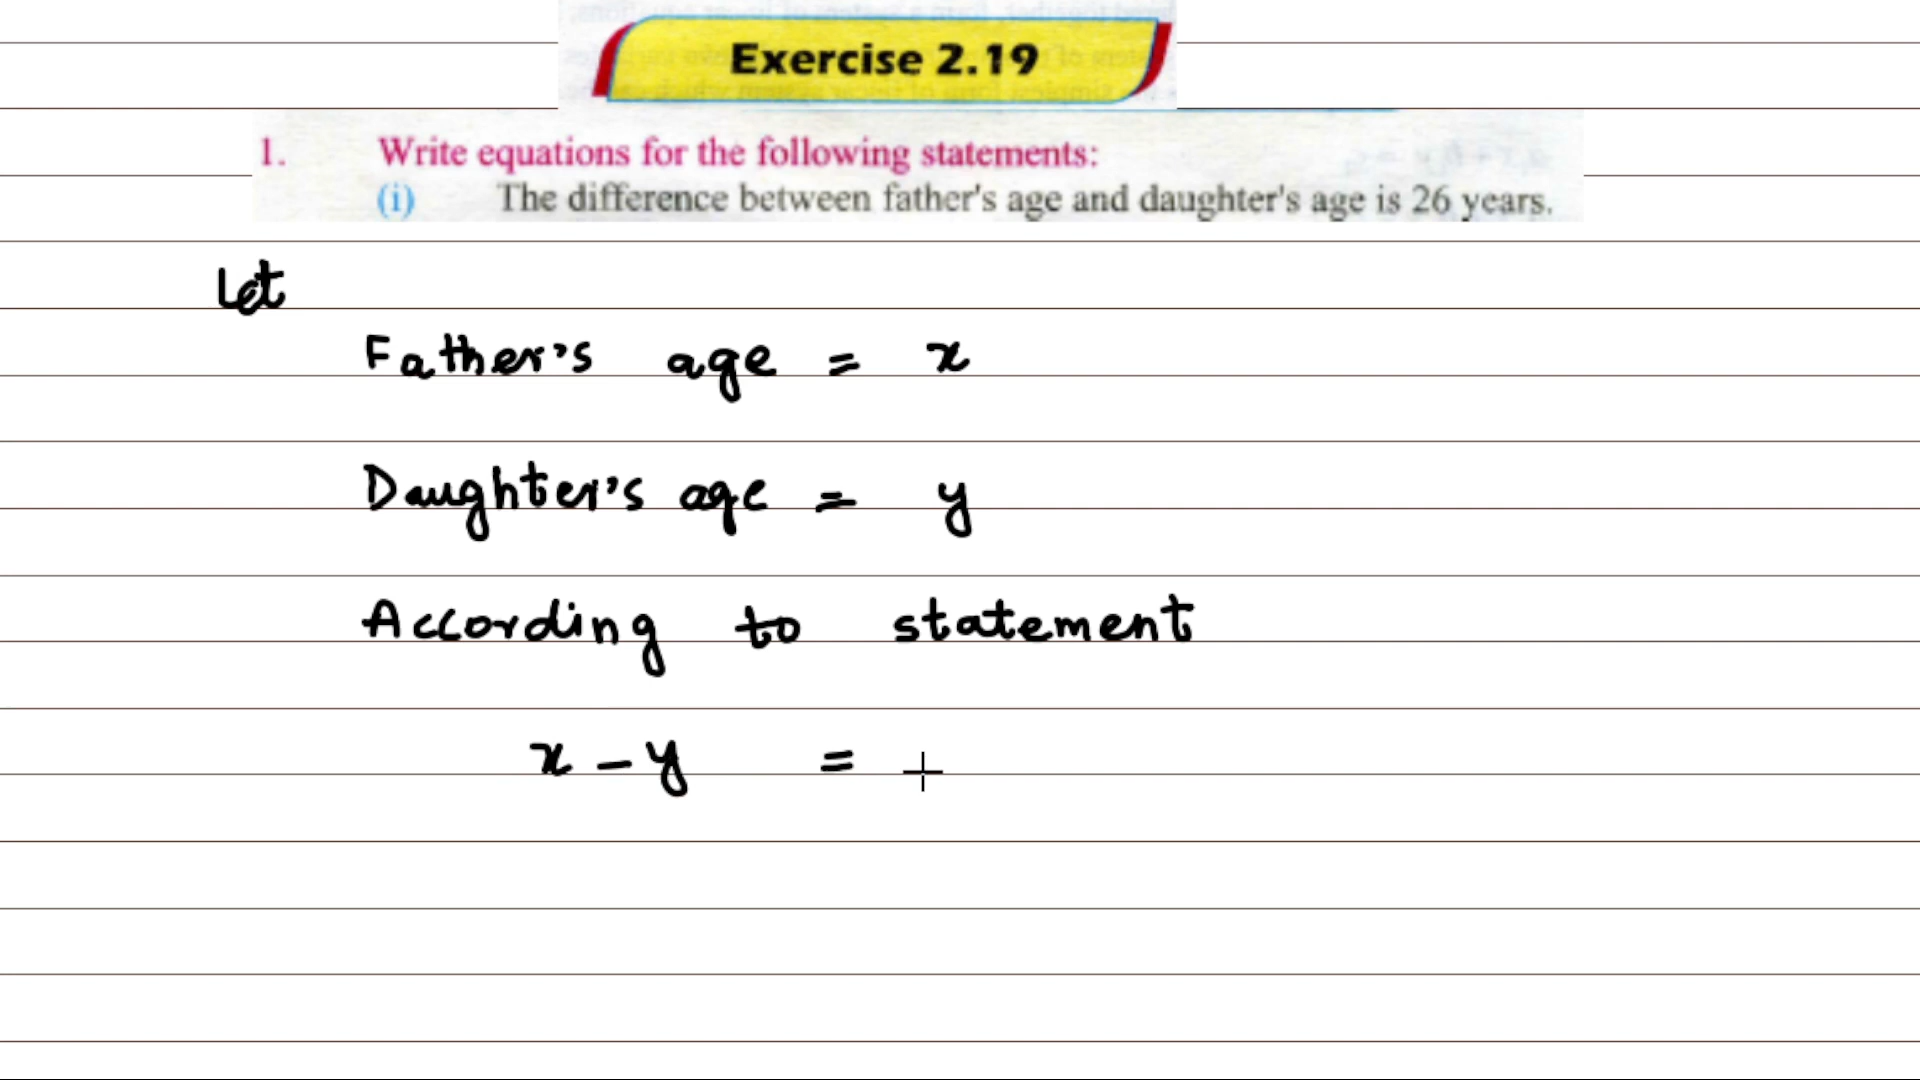 Exercise 2.19
1. Write equations for the following statements:
(i) The difference between father's age and daughter's age is 26 years.
Let
Father's age = x
Daughter's age = y
According to statement
x - y =